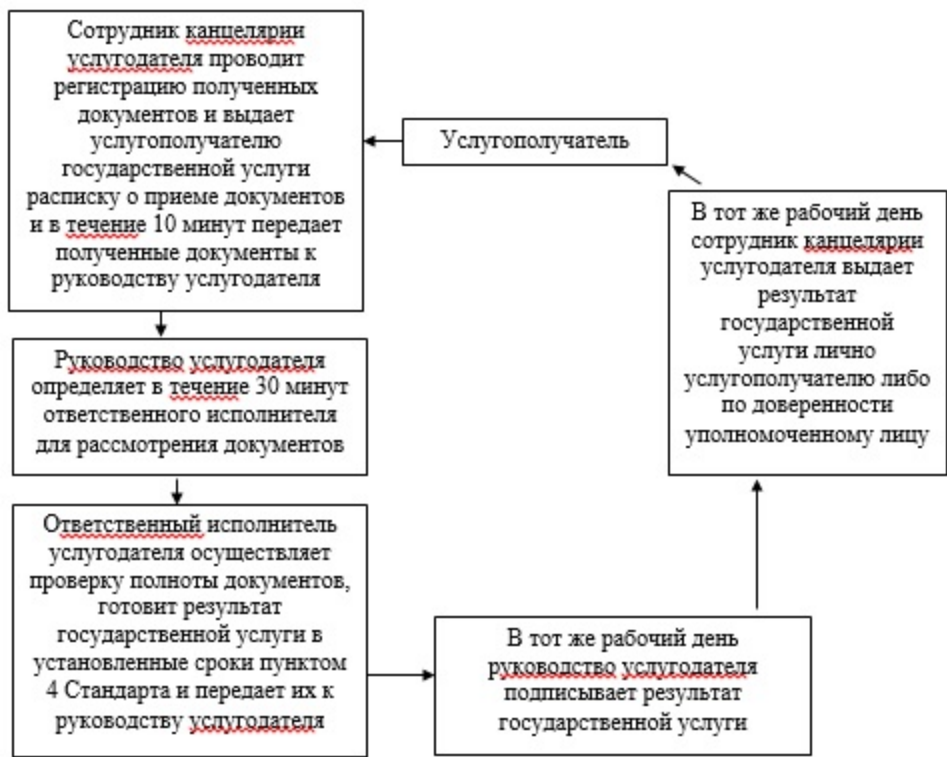 Сотрудник канцелярии
услугодателя проводит
регистрацию полученных
документов и выдает
услугополучателю
государственной услуги
расписку о приеме документов
и в течение 10 минут передает
полученные документы к
руководству услугодателя
Услугополучатель
Руководство услугодателя
определяет в течение 30 минут
ответственного исполнителя
для рассмотрения документов
Ответственный исполнитель
услугодателя осуществляет
проверку полноты документов,
готовит результат
государственной услуги в
установленные сроки пунктом
4 Стандарта и передает их к
руководству услугодателя
В тот же рабочий день
руководство услугодателя
подписывает результат
государственной услуги
В тот же рабочий день
сотрудник канцелярии
услугодателя выдает
результат
государственной
услуги лично
услугополучателю либо
по доверенности
уполномоченному лицу